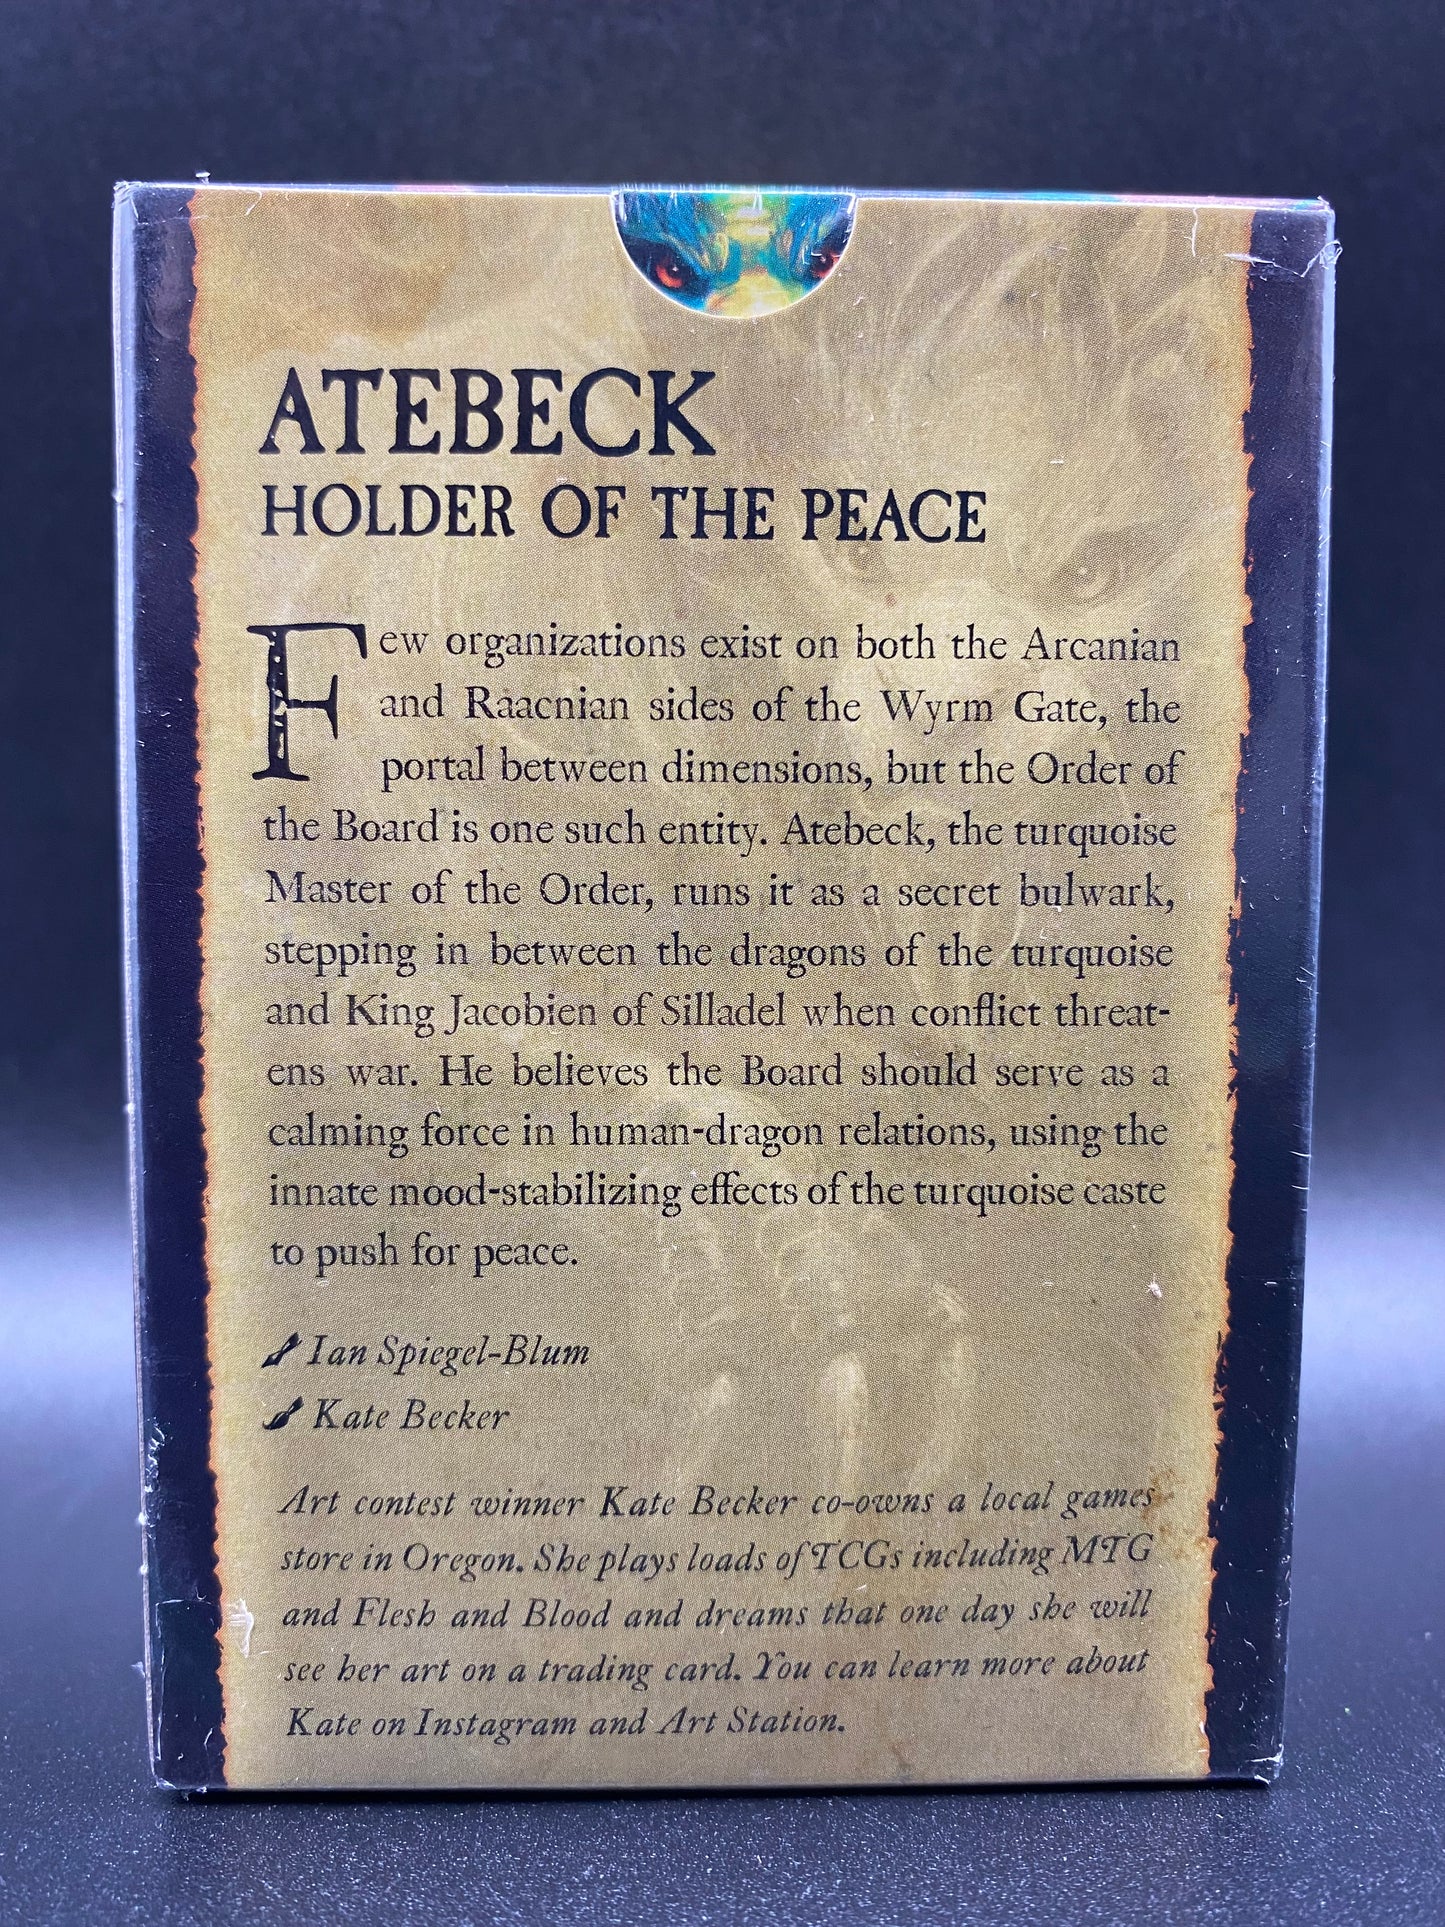 ATEBECK
HOLDER OF THE PEACE
Few organizations exist on both the Arcanian
and Raacnian sides of the Wyrm Gate, the
portal between dimensions, but the Order of
the Board is one such entity. Atebeck, the turquoise
Master of the Order, runs it as a secret bulwark,
stepping in between the dragons of the turquoise
and King Jacobien of Silladel when conflict threat-
ens war. He believes the Board should serve as a
calming force in human-dragon relations, using the
innate mood-stabilizing effects of the turquoise caste
to push for peace.
Ian Spiegel-Blum
Kate Becker
Art contest winner Kate Becker co-owns a local games
store in Oregon. She plays loads of TCGs including MTG
and Flesh and Blood and dreams that one day she will
see her art on a trading card. You can learn more about
Kate on Instagram and Art Station.